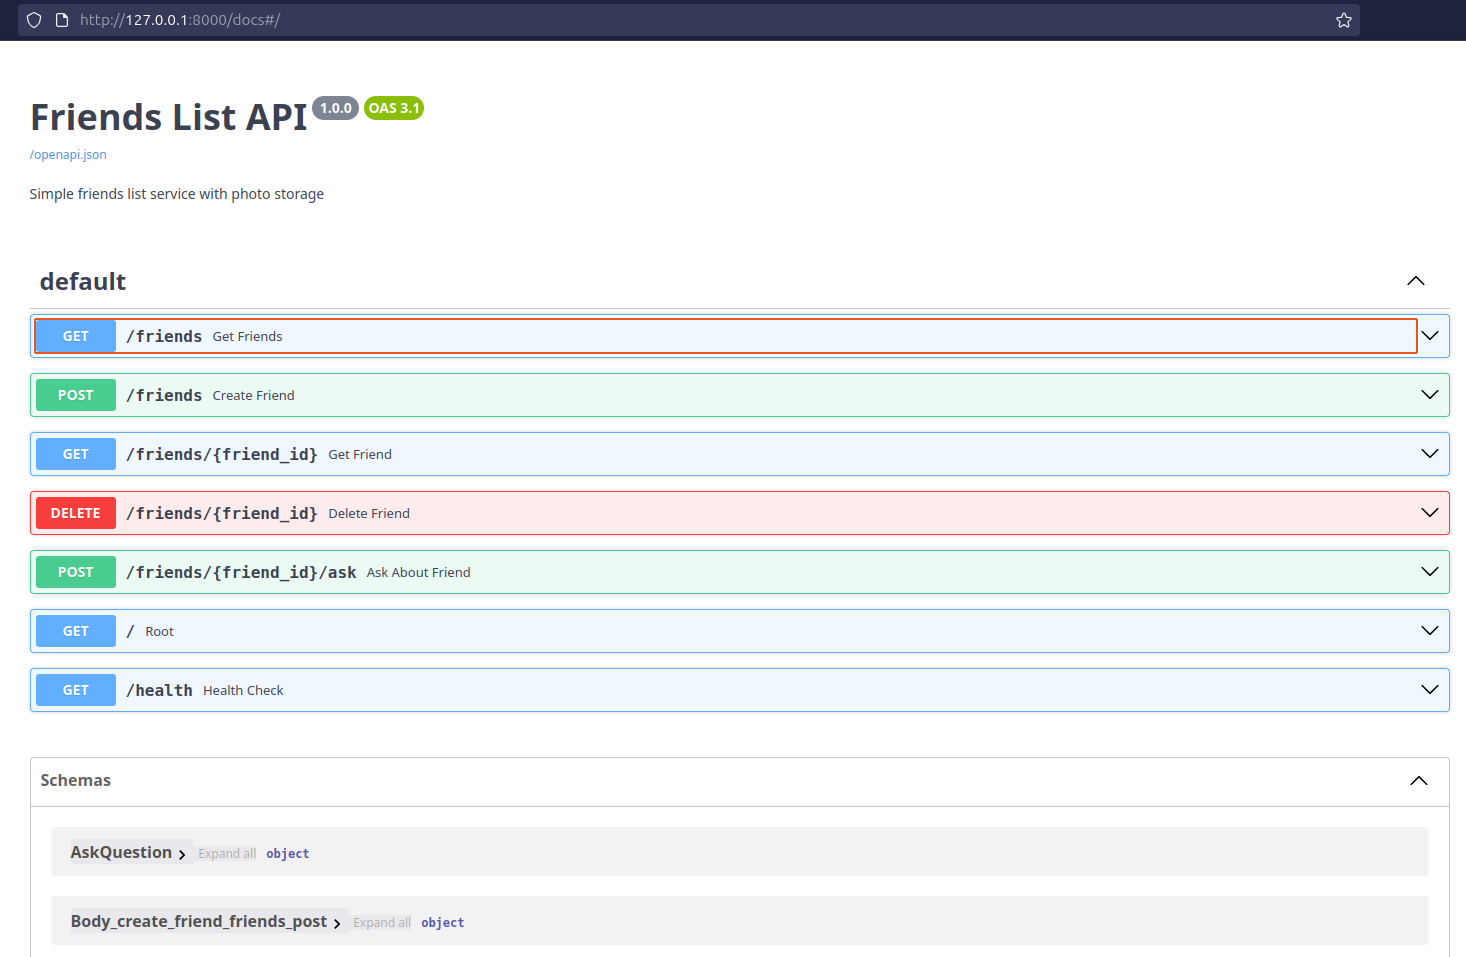 http://127.0.0.1:8000/docs#/
Friends List API 1.0.0 OAS 3.1
/openapi.json
Simple friends list service with photo storage
default
GET /friends Get Friends
POST /friends Create Friend
GET /friends/{friend_id} Get Friend
DELETE /friends/{friend_id} Delete Friend
POST /friends/{friend_id}/ask Ask About Friend
GET / Root
GET /health Health Check
Schemas
AskQuestion Expand all object
Body_create_friend_friends_post Expand all object